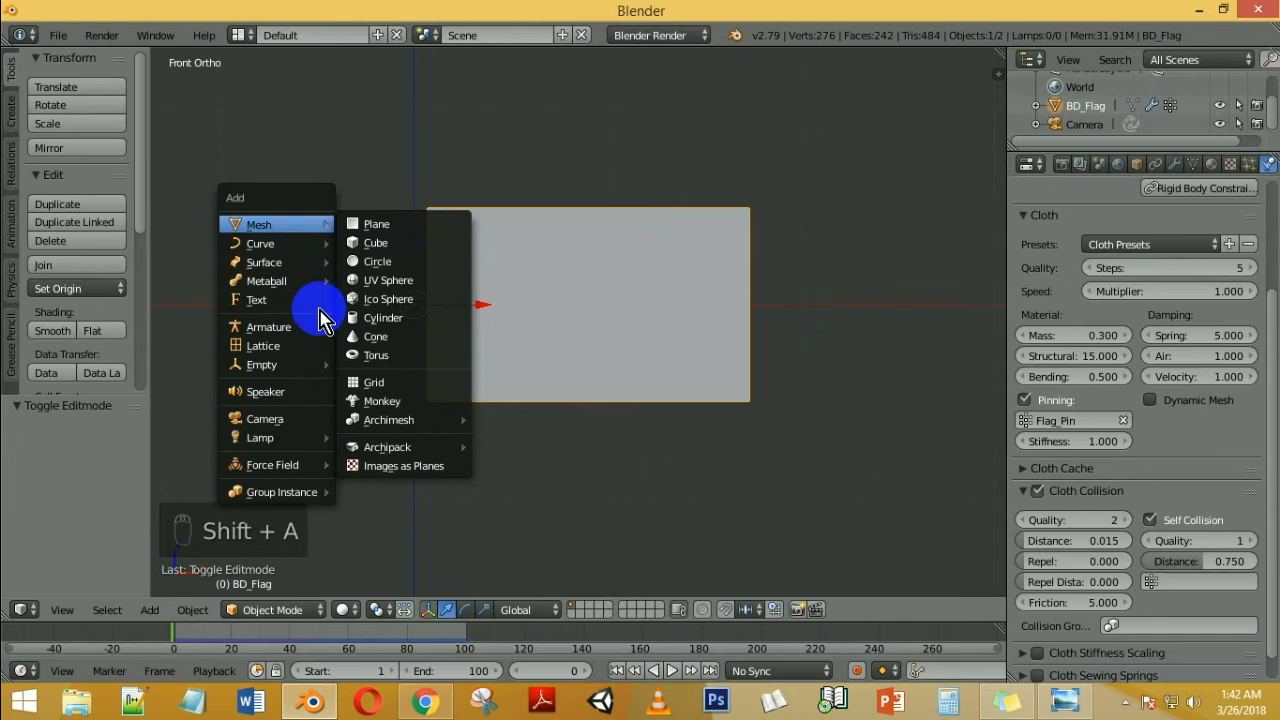 Blender
File Render Window Help Default Scene Blender Render v2.79 | Verts:276 | Faces:242 | Tris:484 | Objects:1/2 | Lamps:0/0 | Mem:31.91M | BD_Flag
Tools
Create
Relations
Animation
Physics
Grease Pencil
Transform
Translate
Rotate
Scale
Mirror
Edit
Duplicate
Duplicate Linked
Delete
Join
Set Origin
Shading:
Smooth Flat
Data Transfer:
Data Data La
Toggle Editmode
Front Ortho
Add
Mesh
Curve
Surface
Metaball
Text
Armature
Lattice
Empty
Speaker
Camera
Lamp
Force Field
Group Instance
Plane
Cube
Circle
UV Sphere
Ico Sphere
Cylinder
Cone
Torus
Grid
Monkey
Archimesh
Archipack
Images as Planes
Shift + A
Last: Toggle Editmode
(0) BD_Flag
View Search All Scenes
World
BD_Flag
Camera
Rigid Body Constrai...
Cloth
Presets: Cloth Presets
Quality: Steps: 5
Speed: Multiplier: 1.000
Material: Damping:
Mass: 0.300 Spring: 5.000
Structural: 15.000 Air: 1.000
Bending: 0.500 Velocity: 1.000
Pinning: Dynamic Mesh
Flag_Pin
Stiffness: 1.000
Cloth Cache
Cloth Collision
Quality: 2 Self Collision
Distance: 0.015 Quality: 1
Repel: 0.000 Distance: 0.750
Repel Dista: 0.000
Friction: 5.000
Collision Gro...
Cloth Stiffness Scaling
Cloth Sewing Springs
View Select Add Object Object Mode Global
-40 -20 0 20 40 60 80 100 120 140 160 180 200 220 240 260
View Marker Frame Playback Start: 1 End: 100 0 No Sync
1:42 AM
3/26/2018